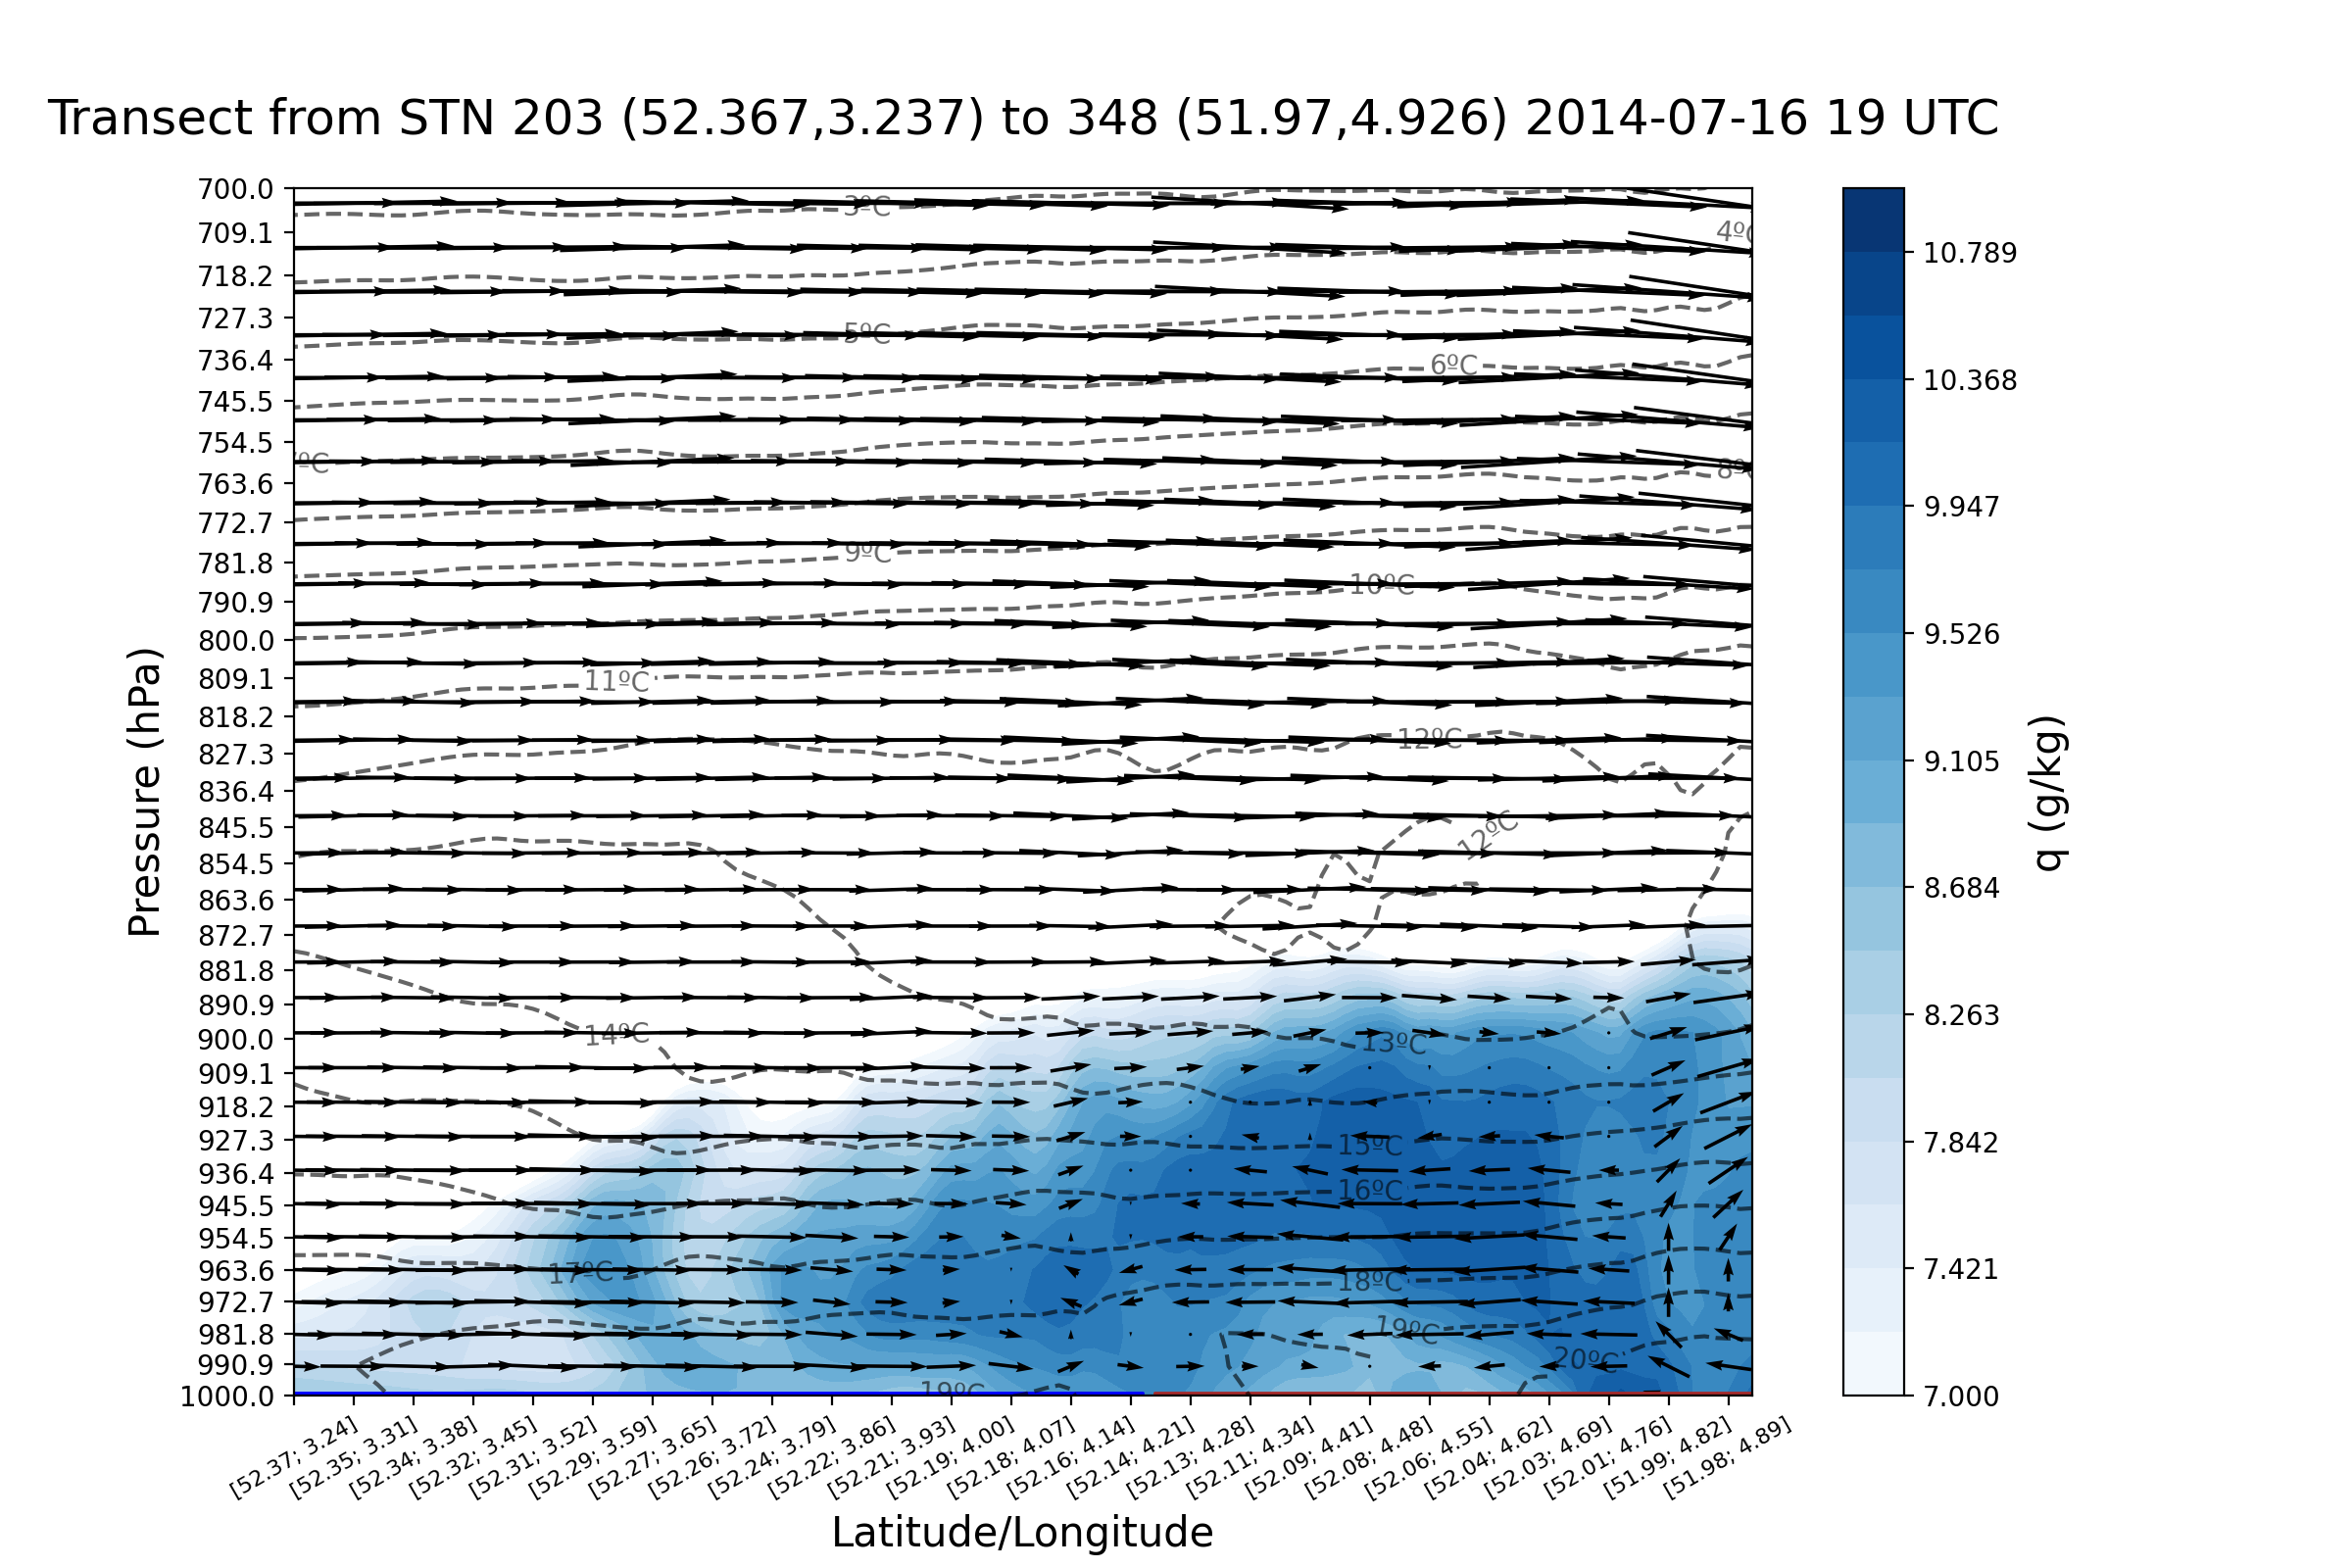 Transect from STN 203 (52.367,3.237) to 348 (51.97,4.926) 2014-07-16 19 UTC
700.0
709.1
718.2
727.3
736.4
745.5
754.5
763.6
772.7
781.8
790.9
800.0
809.1
818.2
827.3
836.4
845.5
854.5
863.6
872.7
881.8
890.9
900.0
909.1
918.2
927.3
936.4
945.5
954.5
963.6
972.7
981.8
990.9
1000.0
Pressure (hPa)
3ºC
4ºC
5ºC
6ºC
ºC
8º
9ºC
10ºC
11ºC
12ºC
12ºC
14ºC
13ºC
15ºC
16ºC
17ºC
18ºC
19ºC
20ºC
19ºC
[52.37; 3.24]
[52.35; 3.31]
[52.34; 3.38]
[52.32; 3.45]
[52.31; 3.52]
[52.29; 3.59]
[52.27; 3.65]
[52.26; 3.72]
[52.24; 3.79]
[52.22; 3.86]
[52.21; 3.93]
[52.19; 4.00]
[52.18; 4.07]
[52.16; 4.14]
[52.14; 4.21]
[52.13; 4.28]
[52.11; 4.34]
[52.09; 4.41]
[52.08; 4.48]
[52.06; 4.55]
[52.04; 4.62]
[52.03; 4.69]
[52.01; 4.76]
[51.99; 4.82]
[51.98; 4.89]
Latitude/Longitude
10.789
10.368
9.947
9.526
9.105
8.684
8.263
7.842
7.421
7.000
q (g/kg)